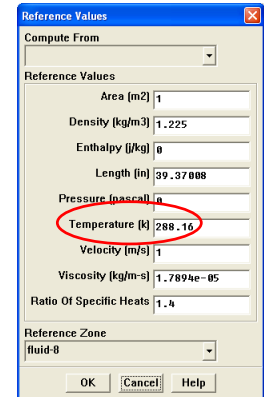 Reference Values
Compute From
Reference Values
Area (m2) 1
Density (kg/m3) 1.225
Enthalpy (j/kg) 0
Length (in) 39.37008
Pressure (pascal) 0
Temperature (k) 288.16
Velocity (m/s) 1
Viscosity (kg/m-s) 1.7894e-05
Ratio Of Specific Heats 1.4
Reference Zone
fluid-8
OK Cancel Help